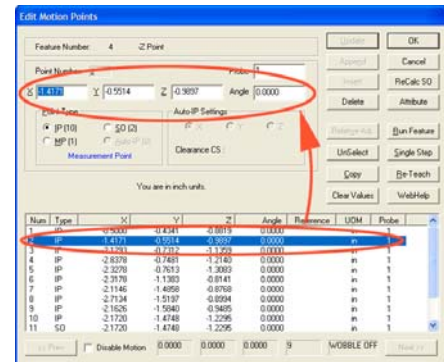 Edit Motion Points
Feature Number: 4 -Z Point
Point Number: Probe: 1
X -1.4171 Y -0.5514 Z -0.9897 Angle 0.0000
Point Type Auto-IP Settings
IP (10) SO (2) X Y Z
MP (1) Auto-IP
Measurement Point Clearance CS :
You are in inch units.
Update OK
Append Cancel
Insert ReCalc SO
Delete Attribute
Run Feature
UnSelect Single Step
Copy Re-Teach
Clear Values WebHelp
Num Type X Y Z Angle Reference UOM Probe
1 IP -0.5000 -0.4341 -0.8819 0.0000 in 1
2 IP -1.4171 -0.5514 -0.9897 0.0000 in 1
3 IP -2.1293 -0.7312 -1.1359 0.0000 in 1
4 IP -2.8378 -0.7481 -1.2140 0.0000 in 1
5 IP -2.3278 -0.7613 -1.3083 0.0000 in 1
6 IP -2.3178 -1.1383 -0.8141 0.0000 in 1
7 IP -2.1146 -1.4858 -0.8768 0.0000 in 1
8 IP -2.7134 -1.5197 -0.8994 0.0000 in 1
9 IP -2.1626 -1.5840 -0.9485 0.0000 in 1
10 IP -2.1720 -1.4748 -1.2295 0.0000 in 1
11 SO -2.1720 -1.4748 -1.2295 0.0000 in 1
<< Prev Disable Motion 0.0000 0.0000 0.0000 9 WOBBLE OFF Next >>